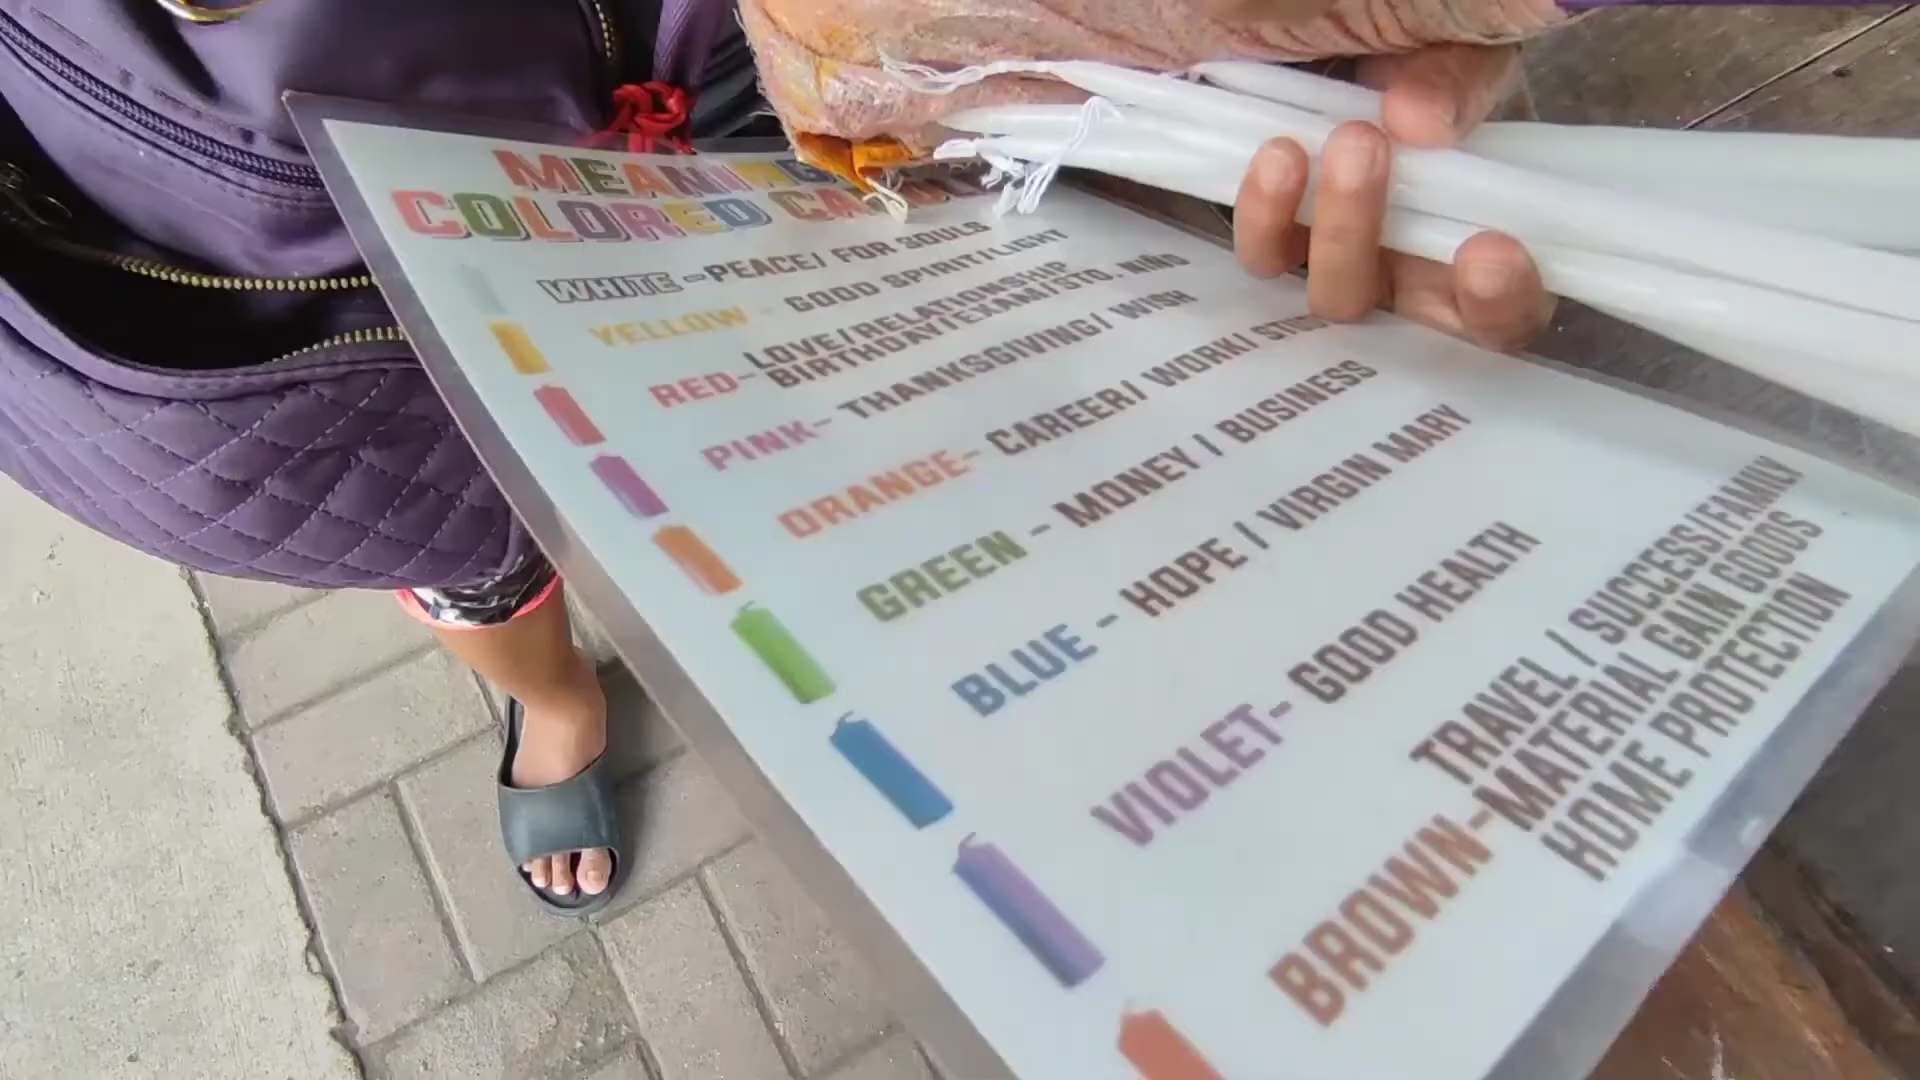 MEANING
COLORED
WHITE - PEACE / FOR SOULS
YELLOW - GOOD SPIRIT/LIGHT
RED- LOVE/RELATIONSHIP
BIRTHDAY/EXAM/STO. NIÑO
PINK- THANKSGIVING/ WISH
ORANGE- CAREER/ WORK/
GREEN - MONEY / BUSINESS
BLUE - HOPE / VIRGIN MARY
VIOLET- GOOD HEALTH
TRAVEL / SUCCESS/FAMILY
BROWN-MATERIAL GAIN GOODS
HOME PROTECTION